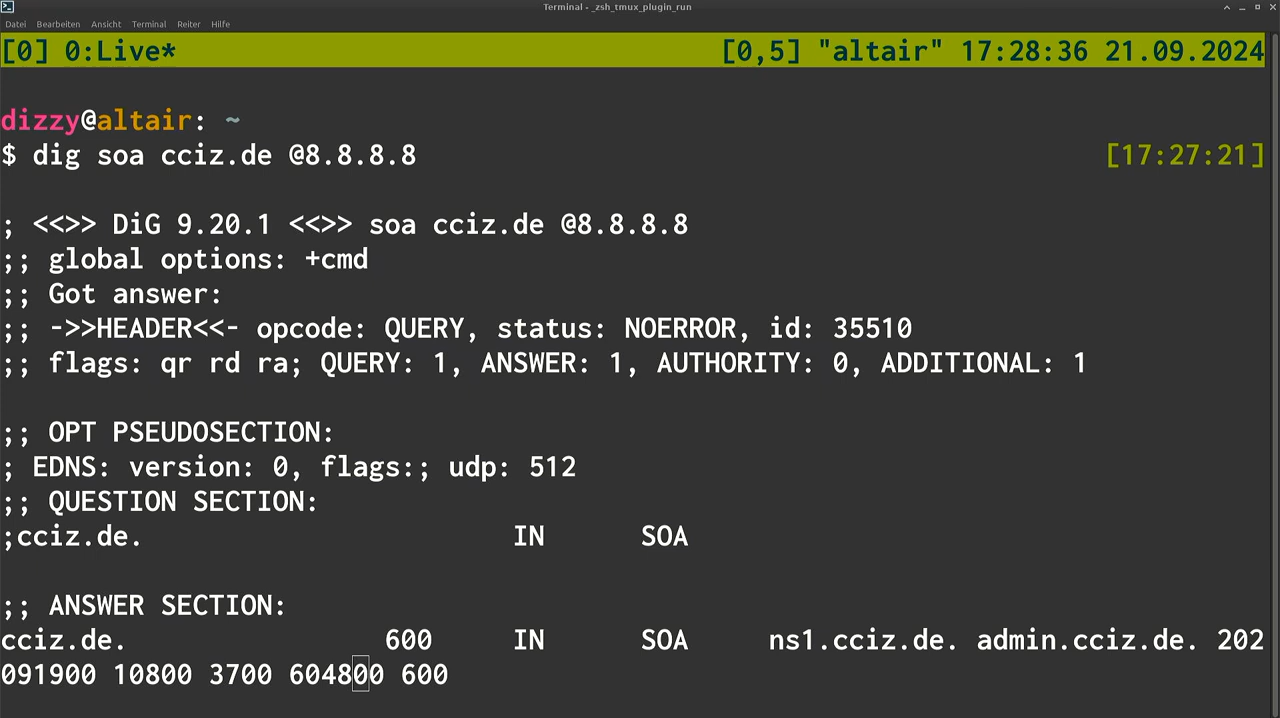 Terminal - _zsh_tmux_plugin_run
Datei Bearbeiten Ansicht Terminal Reiter Hilfe
[0] 0:Live* [0,5] "altair" 17:28:36 21.09.2024
dizzy@altair: ~
$ dig soa cciz.de @8.8.8.8 [17:27:21]
; <<>> DiG 9.20.1 <<>> soa cciz.de @8.8.8.8
;; global options: +cmd
;; Got answer:
;; ->>HEADER<<- opcode: QUERY, status: NOERROR, id: 35510
;; flags: qr rd ra; QUERY: 1, ANSWER: 1, AUTHORITY: 0, ADDITIONAL: 1
;; OPT PSEUDOSECTION:
; EDNS: version: 0, flags:; udp: 512
;; QUESTION SECTION:
;cciz.de. IN SOA
;; ANSWER SECTION:
cciz.de. 600 IN SOA ns1.cciz.de. admin.cciz.de. 202
091900 10800 3700 604800 600